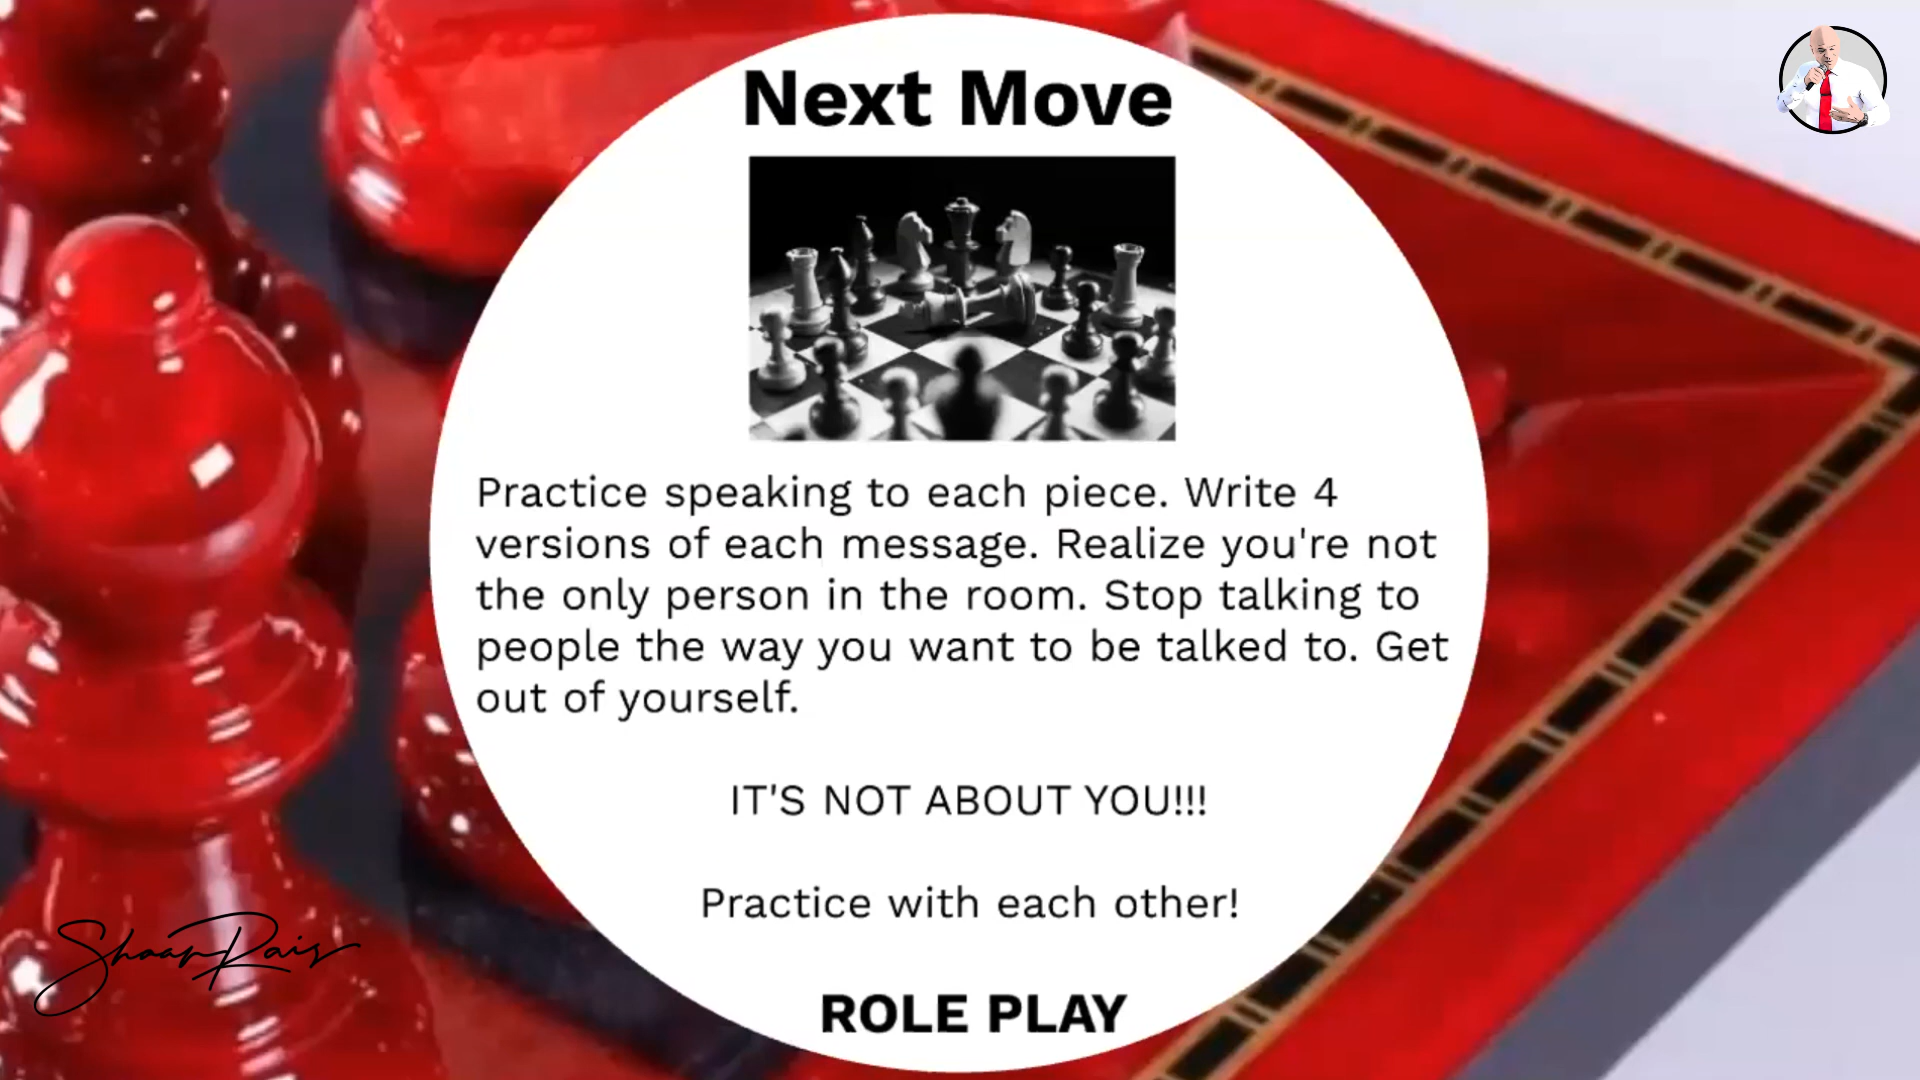 Next Move
Practice speaking to each piece. Write 4
versions of each message. Realize you're not
the only person in the room. Stop talking to
people the way you want to be talked to. Get
out of yourself.
IT'S NOT ABOUT YOU!!!
Practice with each other!
Shaan Rais
ROLE PLAY